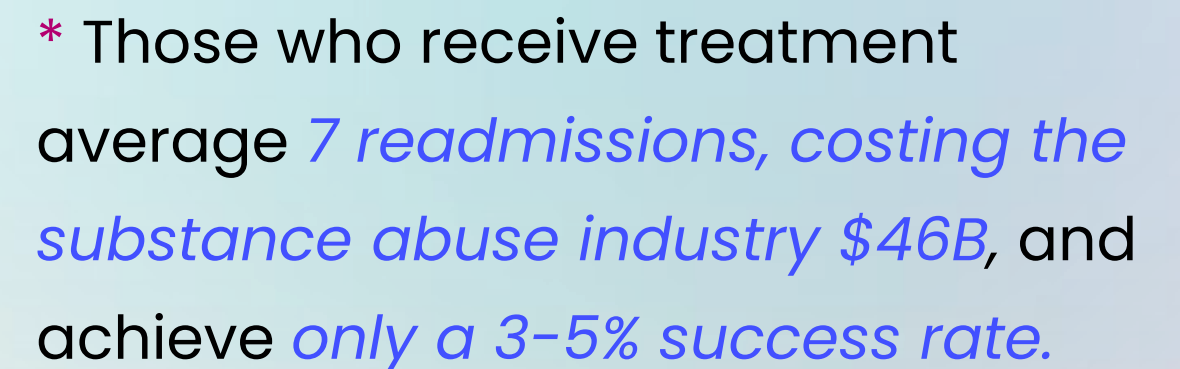 * Those who receive treatment
average 7 readmissions, costing the
substance abuse industry $46B, and
achieve only a 3-5% success rate.